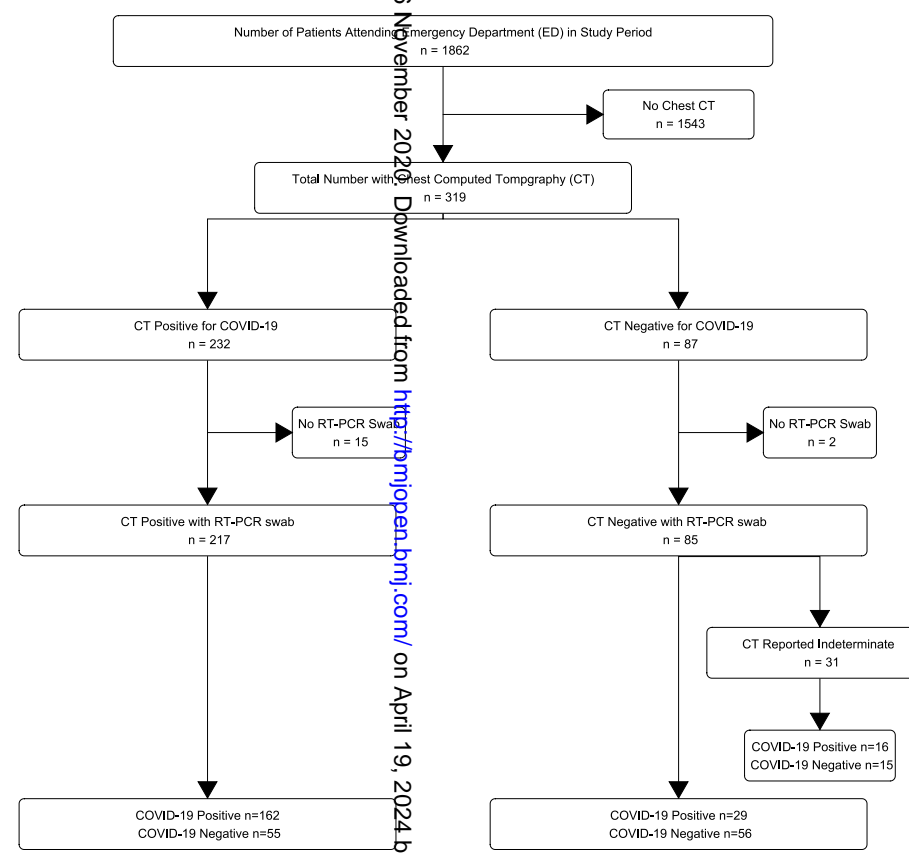 Number of Patients Attending Emergency Department (ED) in Study Period
n = 1862
No Chest CT
n = 1543
Total Number with Chest Computed Tompgraphy (CT)
n = 319
CT Positive for COVID-19
n = 232
CT Negative for COVID-19
n = 87
No RT-PCR Swab
n = 15
No RT-PCR Swab
n = 2
CT Positive with RT-PCR swab
n = 217
CT Negative with RT-PCR swab
n = 85
CT Reported Indeterminate
n = 31
COVID-19 Positive n=16
COVID-19 Negative n=15
COVID-19 Positive n=162
COVID-19 Negative n=55
COVID-19 Positive n=29
COVID-19 Negative n=56
6 November 2020. Downloaded from http://bmjopen.bmj.com/ on April 19, 2024 b